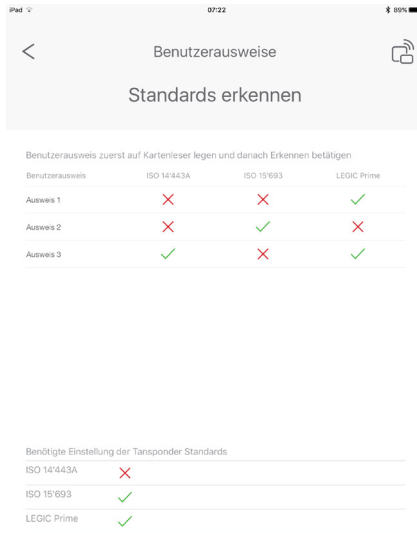 iPad 07:22 89%
Benutzerausweise
Standards erkennen
Benutzerausweis zuerst auf Kartenleser legen und danach Erkennen betätigen
Benutzerausweis ISO 14'443A ISO 15'693 LEGIC Prime
Ausweis 1
Ausweis 2
Ausweis 3
Benötigte Einstellung der Tansponder Standards
ISO 14'443A
ISO 15'693
LEGIC Prime